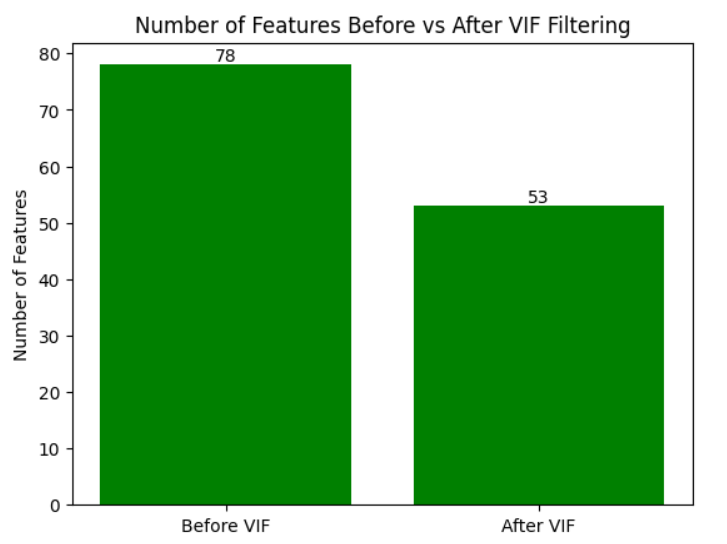 Number of Features Before vs After VIF Filtering
Number of Features
80
70
60
50
40
30
20
10
0
78
53
Before VIF
After VIF